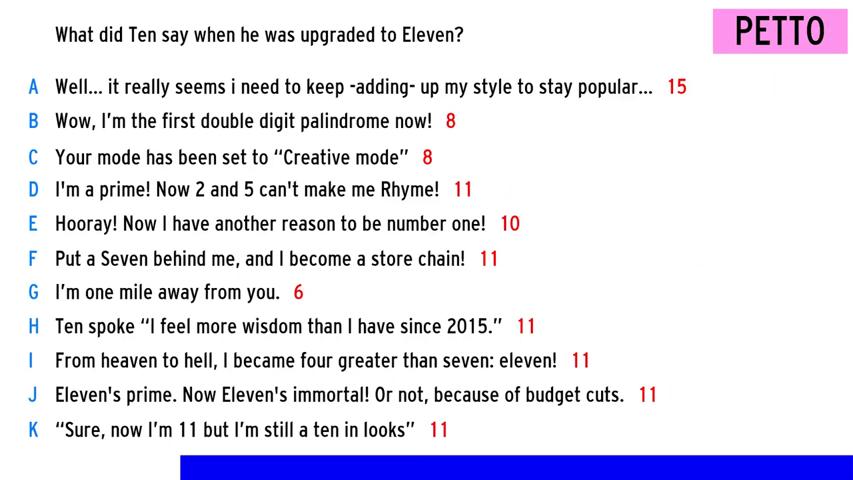 What did Ten say when he was upgraded to Eleven?
PETTO
A Well... it really seems i need to keep -adding- up my style to stay popular... 15
B Wow, I'm the first double digit palindrome now! 8
C Your mode has been set to “Creative mode” 8
D I'm a prime! Now 2 and 5 can't make me Rhyme! 11
E Hooray! Now I have another reason to be number one! 10
F Put a Seven behind me, and I become a store chain! 11
G I'm one mile away from you. 6
H Ten spoke “I feel more wisdom than I have since 2015.” 11
I From heaven to hell, I became four greater than seven: eleven! 11
J Eleven's prime. Now Eleven's immortal! Or not, because of budget cuts. 11
K “Sure, now I'm 11 but I'm still a ten in looks” 11